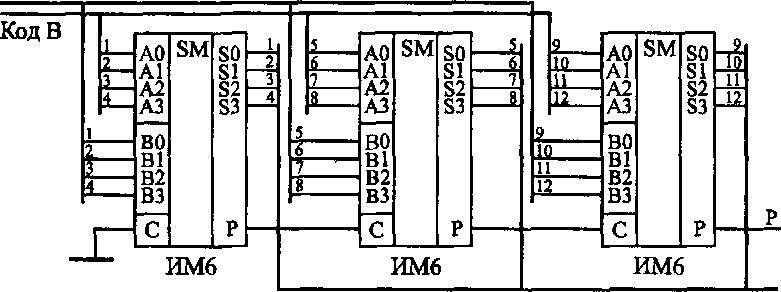 Код В
1 A0 SM S0 1 5 A0 SM S0 5 9 A0 SM S0 9
2 A1 S1 2 6 A1 S1 6 10 A1 S1 10
3 A2 S2 3 7 A2 S2 7 11 A2 S2 11
4 A3 S3 4 8 A3 S3 8 12 A3 S3 12
1 B0 5 B0 9 B0
2 B1 6 B1 10 B1
3 B2 7 B2 11 B2
4 B3 8 B3 12 B3
C P C P C P P
ИМ6 ИМ6 ИМ6